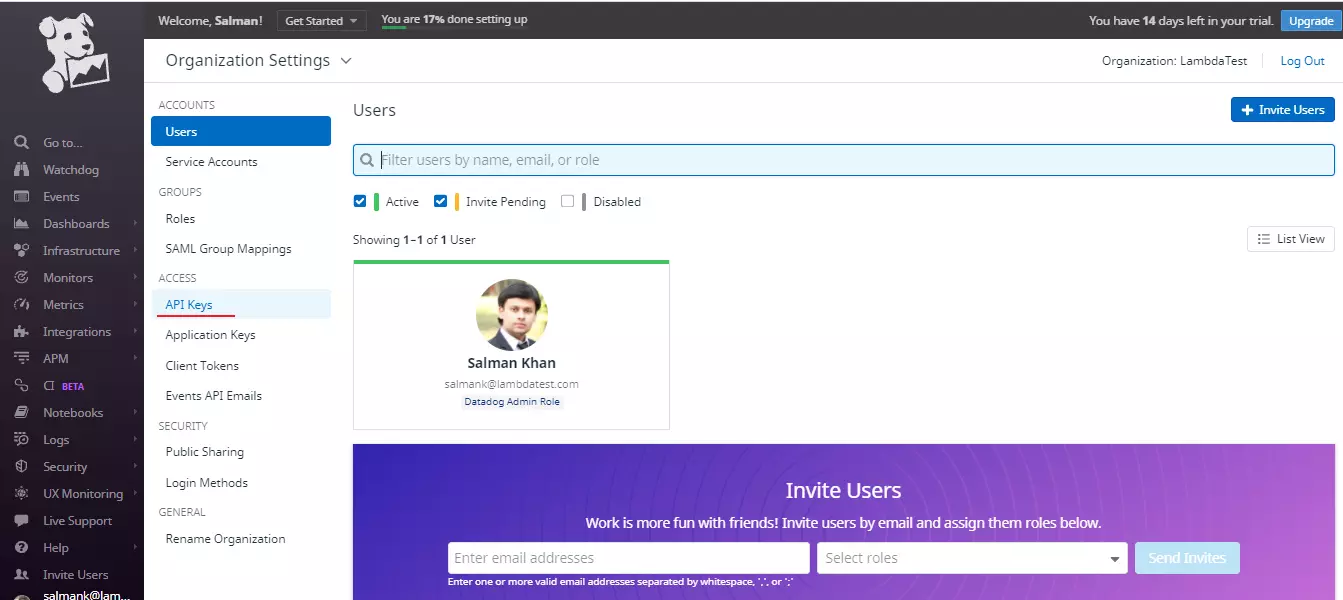 Welcome, Salman!
Get Started
You are 17% done setting up
You have 14 days left in your trial.
Upgrade
Organization Settings
Organization: LambdaTest
Log Out
Go to...
Watchdog
Events
Dashboards
Infrastructure
Monitors
Metrics
Integrations
APM
CI BETA
Notebooks
Logs
Security
UX Monitoring
Live Support
Help
Invite Users
salmank@lam...
ACCOUNTS
Users
Service Accounts
GROUPS
Roles
SAML Group Mappings
ACCESS
API Keys
Application Keys
Client Tokens
Events API Emails
SECURITY
Public Sharing
Login Methods
GENERAL
Rename Organization
Users
Invite Users
Filter users by name, email, or role
Active
Invite Pending
Disabled
Showing 1–1 of 1 User
List View
Salman Khan
salmank@lambdatest.com
Datadog Admin Role
Invite Users
Work is more fun with friends! Invite users by email and assign them roles below.
Enter email addresses
Select roles
Send Invites
Enter one or more valid email addresses separated by whitespace, ',', or ';'